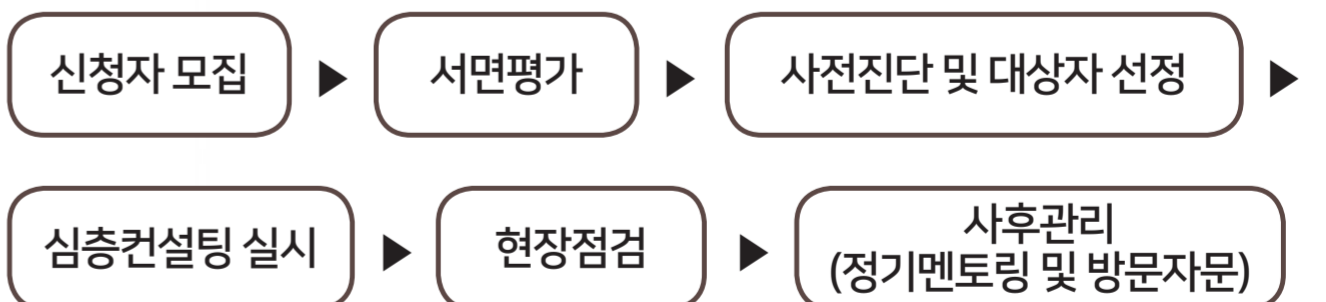 신청자 모집 ▶ 서면평가 ▶ 사전진단 및 대상자 선정 ▶
심층컨설팅 실시 ▶ 현장점검 ▶ 사후관리
(정기멘토링 및 방문자문)